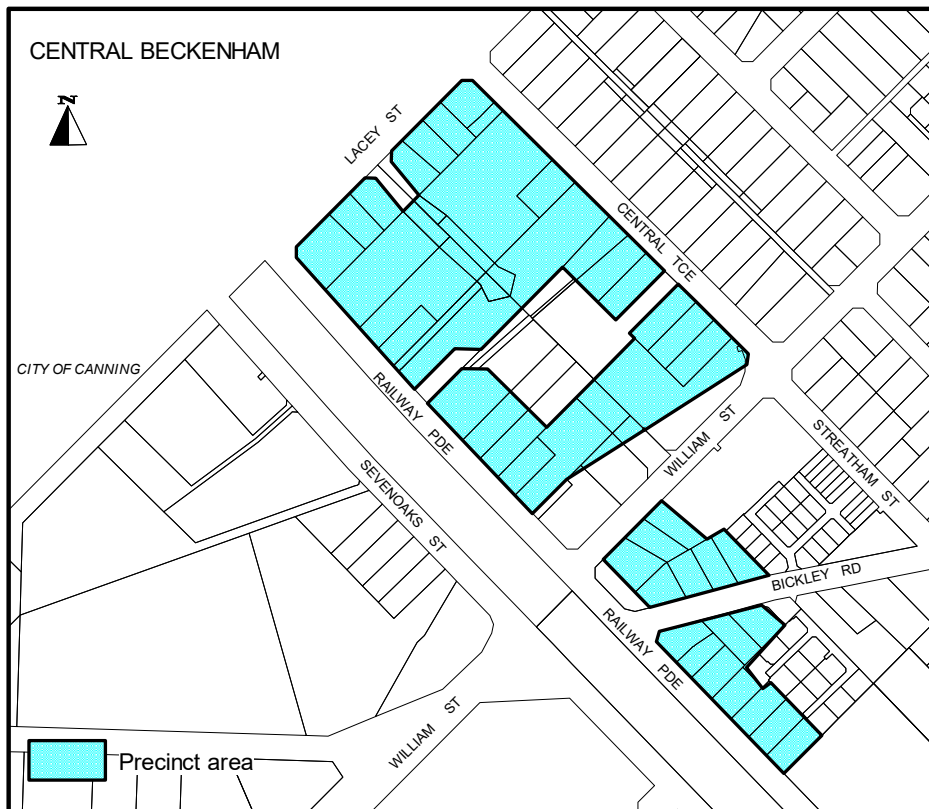 CENTRAL BECKENHAM
N
LACEY ST
CENTRAL TCE
CITY OF CANNING
RAILWAY PDE
WILLIAM ST
STREATHAM ST
SEVENOAKS ST
BICKLEY RD
RAILWAY PDE
WILLIAM ST
Precinct area